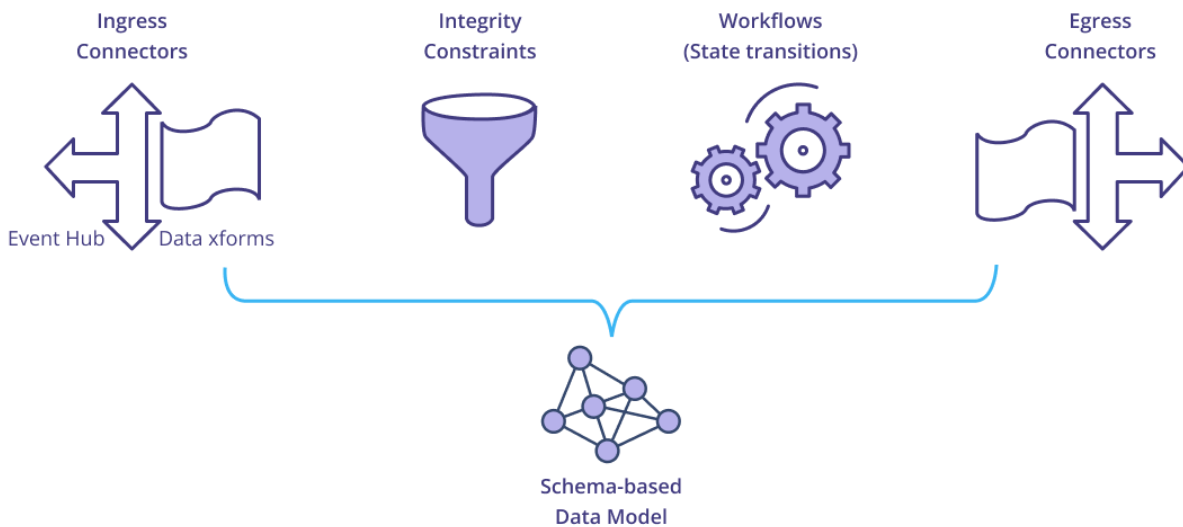 Ingress
Connectors
Integrity
Constraints
Workflows
(State transitions)
Egress
Connectors
Event Hub
Data xforms
Schema-based
Data Model